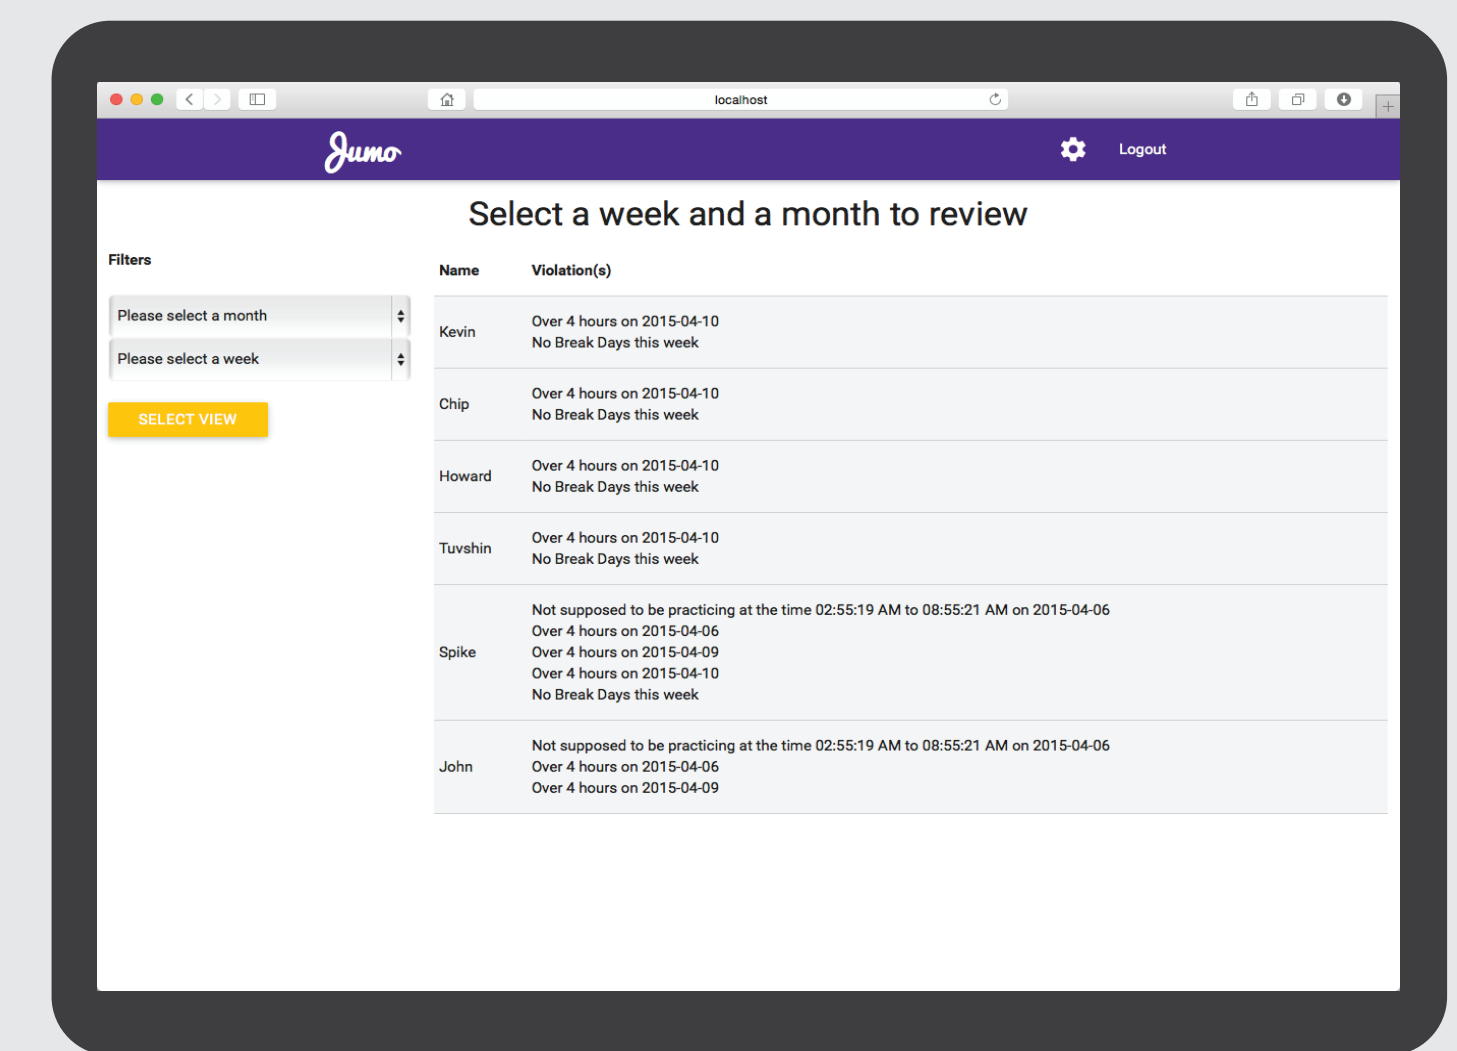 localhost
Jumo
Logout
Select a week and a month to review
Filters
Please select a month
Please select a week
SELECT VIEW
Name Violation(s)
Kevin
Over 4 hours on 2015-04-10
No Break Days this week
Chip
Over 4 hours on 2015-04-10
No Break Days this week
Howard
Over 4 hours on 2015-04-10
No Break Days this week
Tuvshin
Over 4 hours on 2015-04-10
No Break Days this week
Spike
Not supposed to be practicing at the time 02:55:19 AM to 08:55:21 AM on 2015-04-06
Over 4 hours on 2015-04-06
Over 4 hours on 2015-04-09
Over 4 hours on 2015-04-10
No Break Days this week
John
Not supposed to be practicing at the time 02:55:19 AM to 08:55:21 AM on 2015-04-06
Over 4 hours on 2015-04-06
Over 4 hours on 2015-04-09